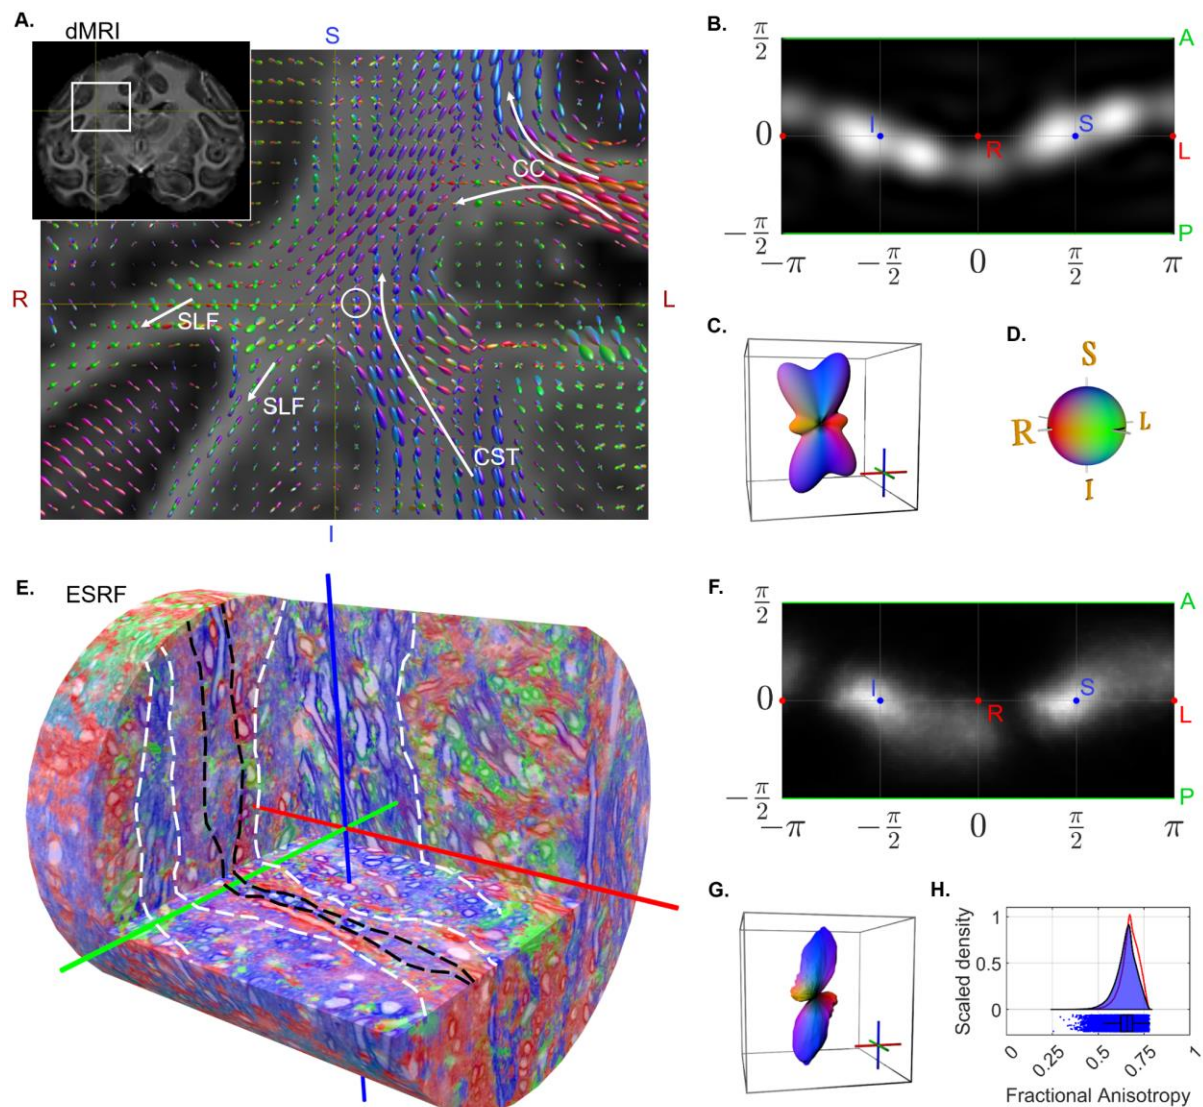 A.
dMRI
S
CC
R
L
SLF
SLF
CST
I
B.
π/2
A
0
I
R
S
L
−π/2
P
−π
−π/2
0
π/2
π
C.
D.
S
R
L
I
E.
ESRF
F.
π/2
A
0
I
R
S
L
−π/2
P
−π
−π/2
0
π/2
π
G.
H.
Scaled density
1
0.5
0
0
0.25
0.5
0.75
1
Fractional Anisotropy